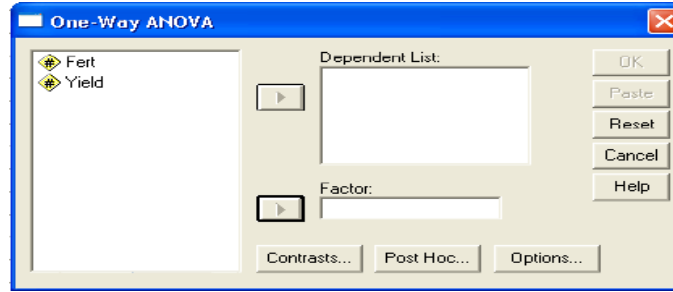 One-Way ANOVA
Fert
Yield
Dependent List:
Factor:
OK
Paste
Reset
Cancel
Help
Contrasts...
Post Hoc...
Options...